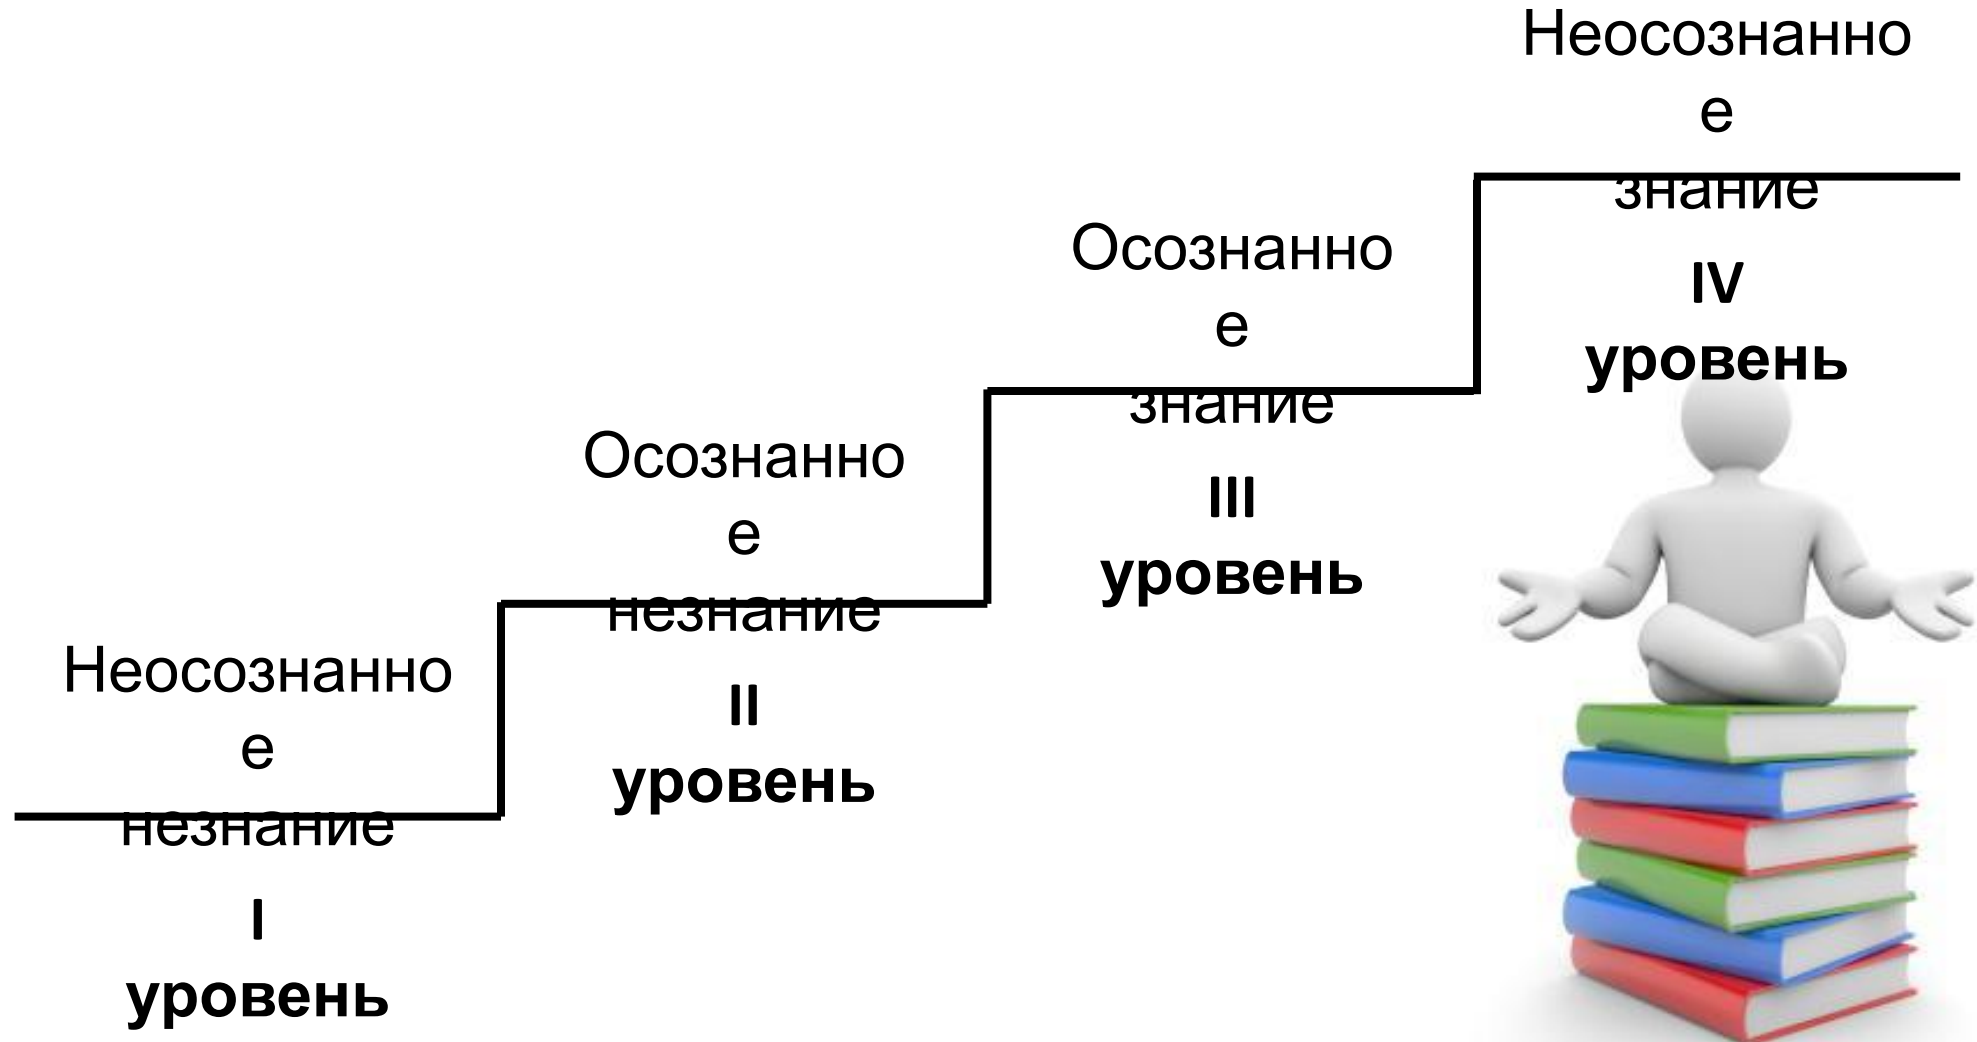 Неосознанно
е
незнание
I
уровень
Осознанно
е
незнание
II
уровень
Осознанно
е
знание
III
уровень
Неосознанно
е
знание
IV
уровень